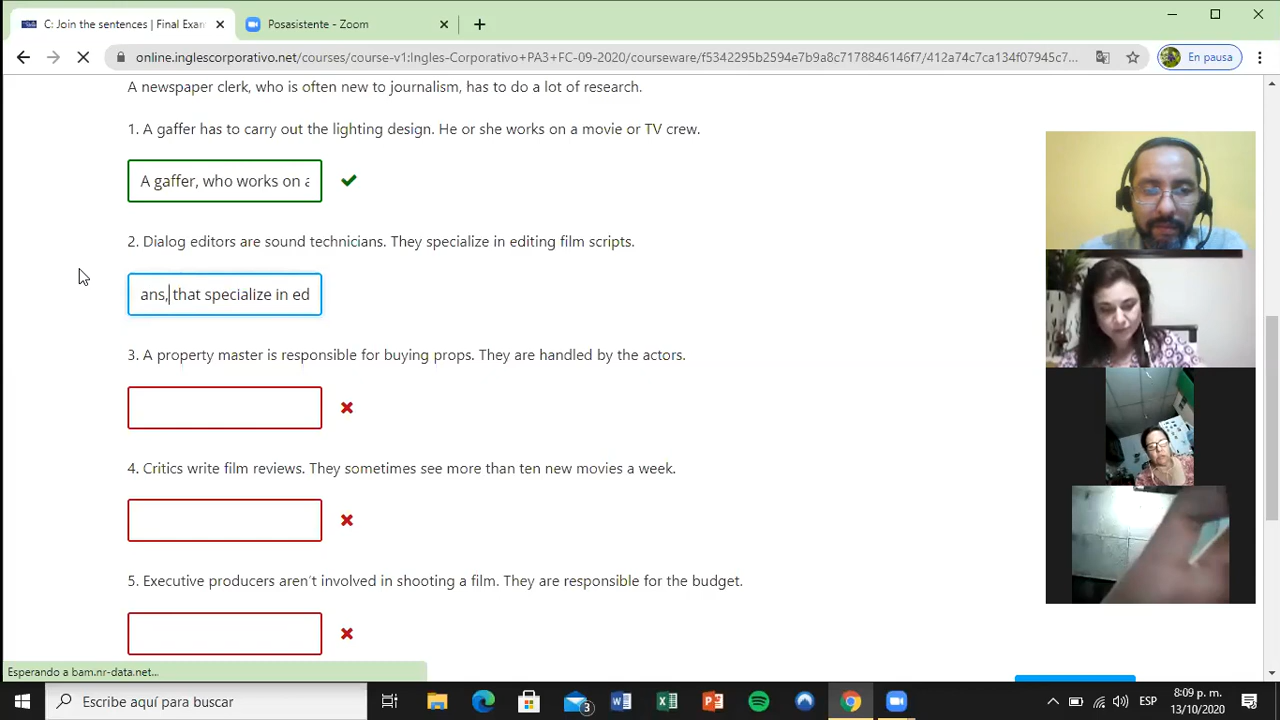 C: Join the sentences | Final Exam
Posasistente - Zoom
online.inglescorporativo.net/courses/course-v1:Ingles-Corporativo+PA3+FC-09-2020/courseware/f5342295b2594e7b9a8c7178846146f7/412a74c7ca134f07945c7...
En pausa
A newspaper clerk, who is often new to journalism, has to do a lot of research.
1. A gaffer has to carry out the lighting design. He or she works on a movie or TV crew.
A gaffer, who works on a
2. Dialog editors are sound technicians. They specialize in editing film scripts.
ans, that specialize in ed
3. A property master is responsible for buying props. They are handled by the actors.
4. Critics write film reviews. They sometimes see more than ten new movies a week.
5. Executive producers aren't involved in shooting a film. They are responsible for the budget.
Esperando a bam.nr-data.net...
Escribe aquí para buscar
3
ESP
8:09 p. m.
13/10/2020